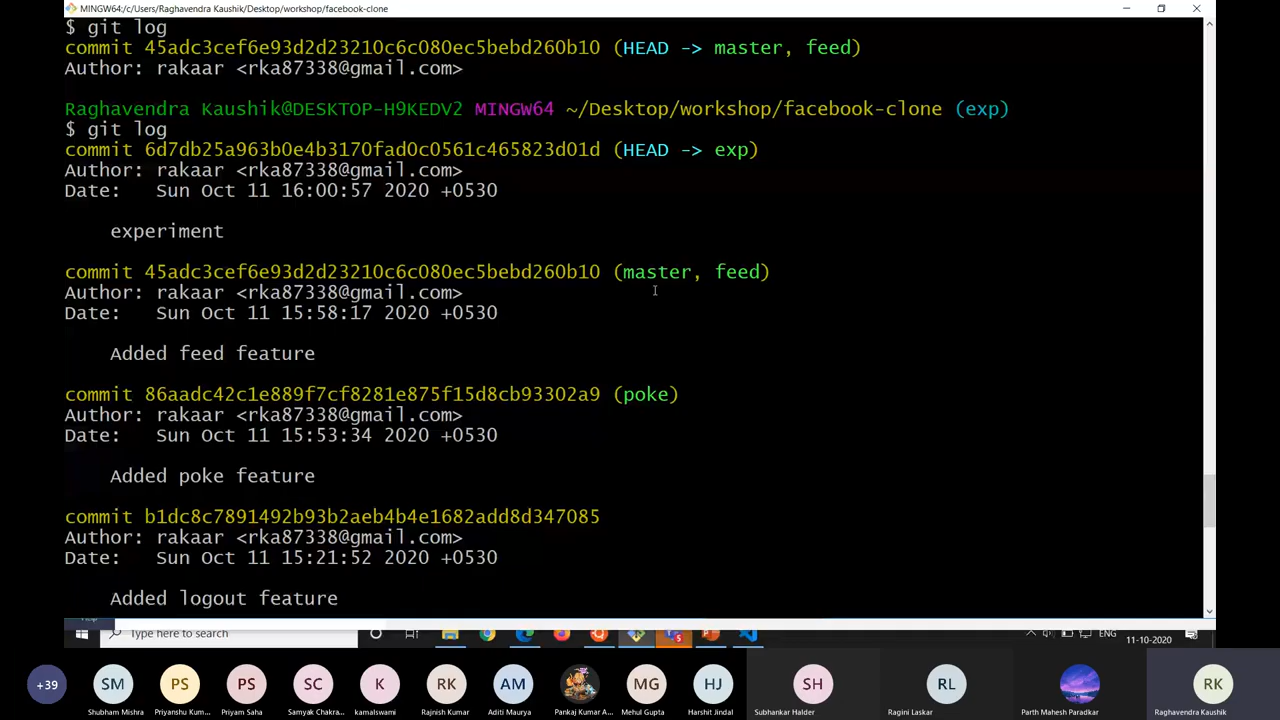 MINGW64:/c/Users/Raghavendra Kaushik/Desktop/workshop/facebook-clone
$ git log
commit 45adc3cef6e93d2d23210c6c080ec5bebd260b10 (HEAD -> master, feed)
Author: rakaar <rka87338@gmail.com>
Raghavendra Kaushik@DESKTOP-H9KEDV2 MINGW64 ~/Desktop/workshop/facebook-clone (exp)
$ git log
commit 6d7db25a963b0e4b3170fad0c0561c465823d01d (HEAD -> exp)
Author: rakaar <rka87338@gmail.com>
Date:   Sun Oct 11 16:00:57 2020 +0530
experiment
commit 45adc3cef6e93d2d23210c6c080ec5bebd260b10 (master, feed)
Author: rakaar <rka87338@gmail.com>
Date:   Sun Oct 11 15:58:17 2020 +0530
Added feed feature
commit 86aadc42c1e889f7cf8281e875f15d8cb93302a9 (poke)
Author: rakaar <rka87338@gmail.com>
Date:   Sun Oct 11 15:53:34 2020 +0530
Added poke feature
commit b1dc8c7891492b93b2aeb4b4e1682add8d347085
Author: rakaar <rka87338@gmail.com>
Date:   Sun Oct 11 15:21:52 2020 +0530
Added logout feature
Type here to search
5
ENG
11-10-2020
+39 SM PS PS SC K RK AM MG HJ SH RL RK
Shubham Mishra Priyanshu Kum... Priyam Saha Samyak Chakra... kamalswami Rajnish Kumar Aditi Maurya Pankaj Kumar A... Mehul Gupta Harshit Jindal Subhankar Halder Ragini Laskar Parth Mahesh Paradkar Raghavendra Kaushik